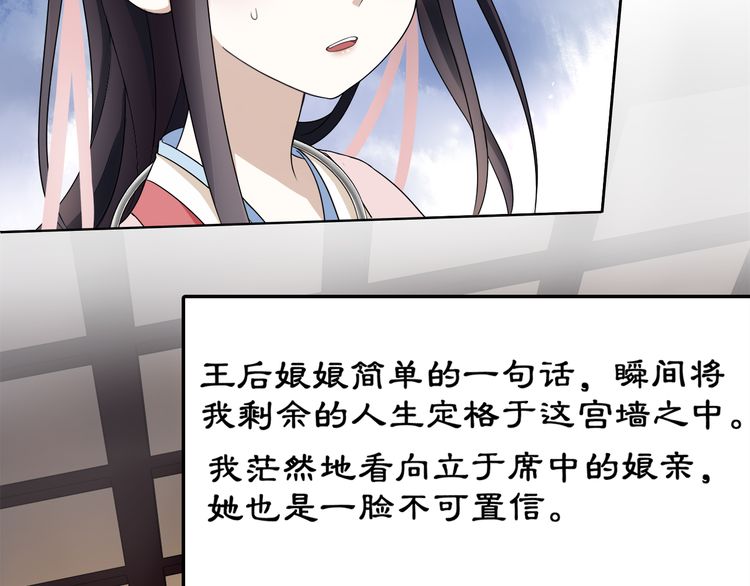 王后娘娘简单的一句话，瞬间将
我剩余的人生定格于这宫墙之中。
我茫然地看向立于席中的娘亲，
她也是一脸不可置信。